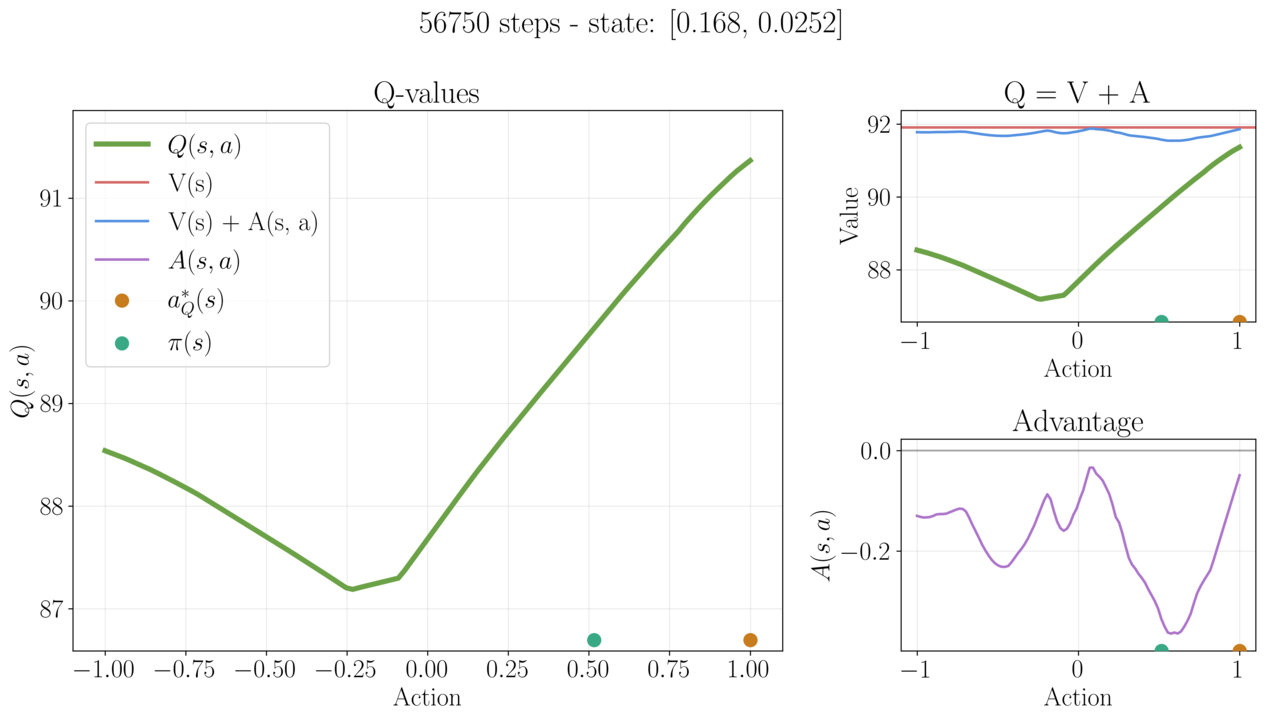 56750 steps - state: [0.168, 0.0252]
Q-values
Q(s, a)
V(s)
V(s) + A(s, a)
A(s, a)
a*Q(s)
π(s)
Q(s, a)
91
90
89
88
87
−1.00 −0.75 −0.50 −0.25 0.00 0.25 0.50 0.75 1.00
Action
Q = V + A
Value
92
90
88
−1 0 1
Action
Advantage
A(s, a)
0.0
−0.2
−1 0 1
Action